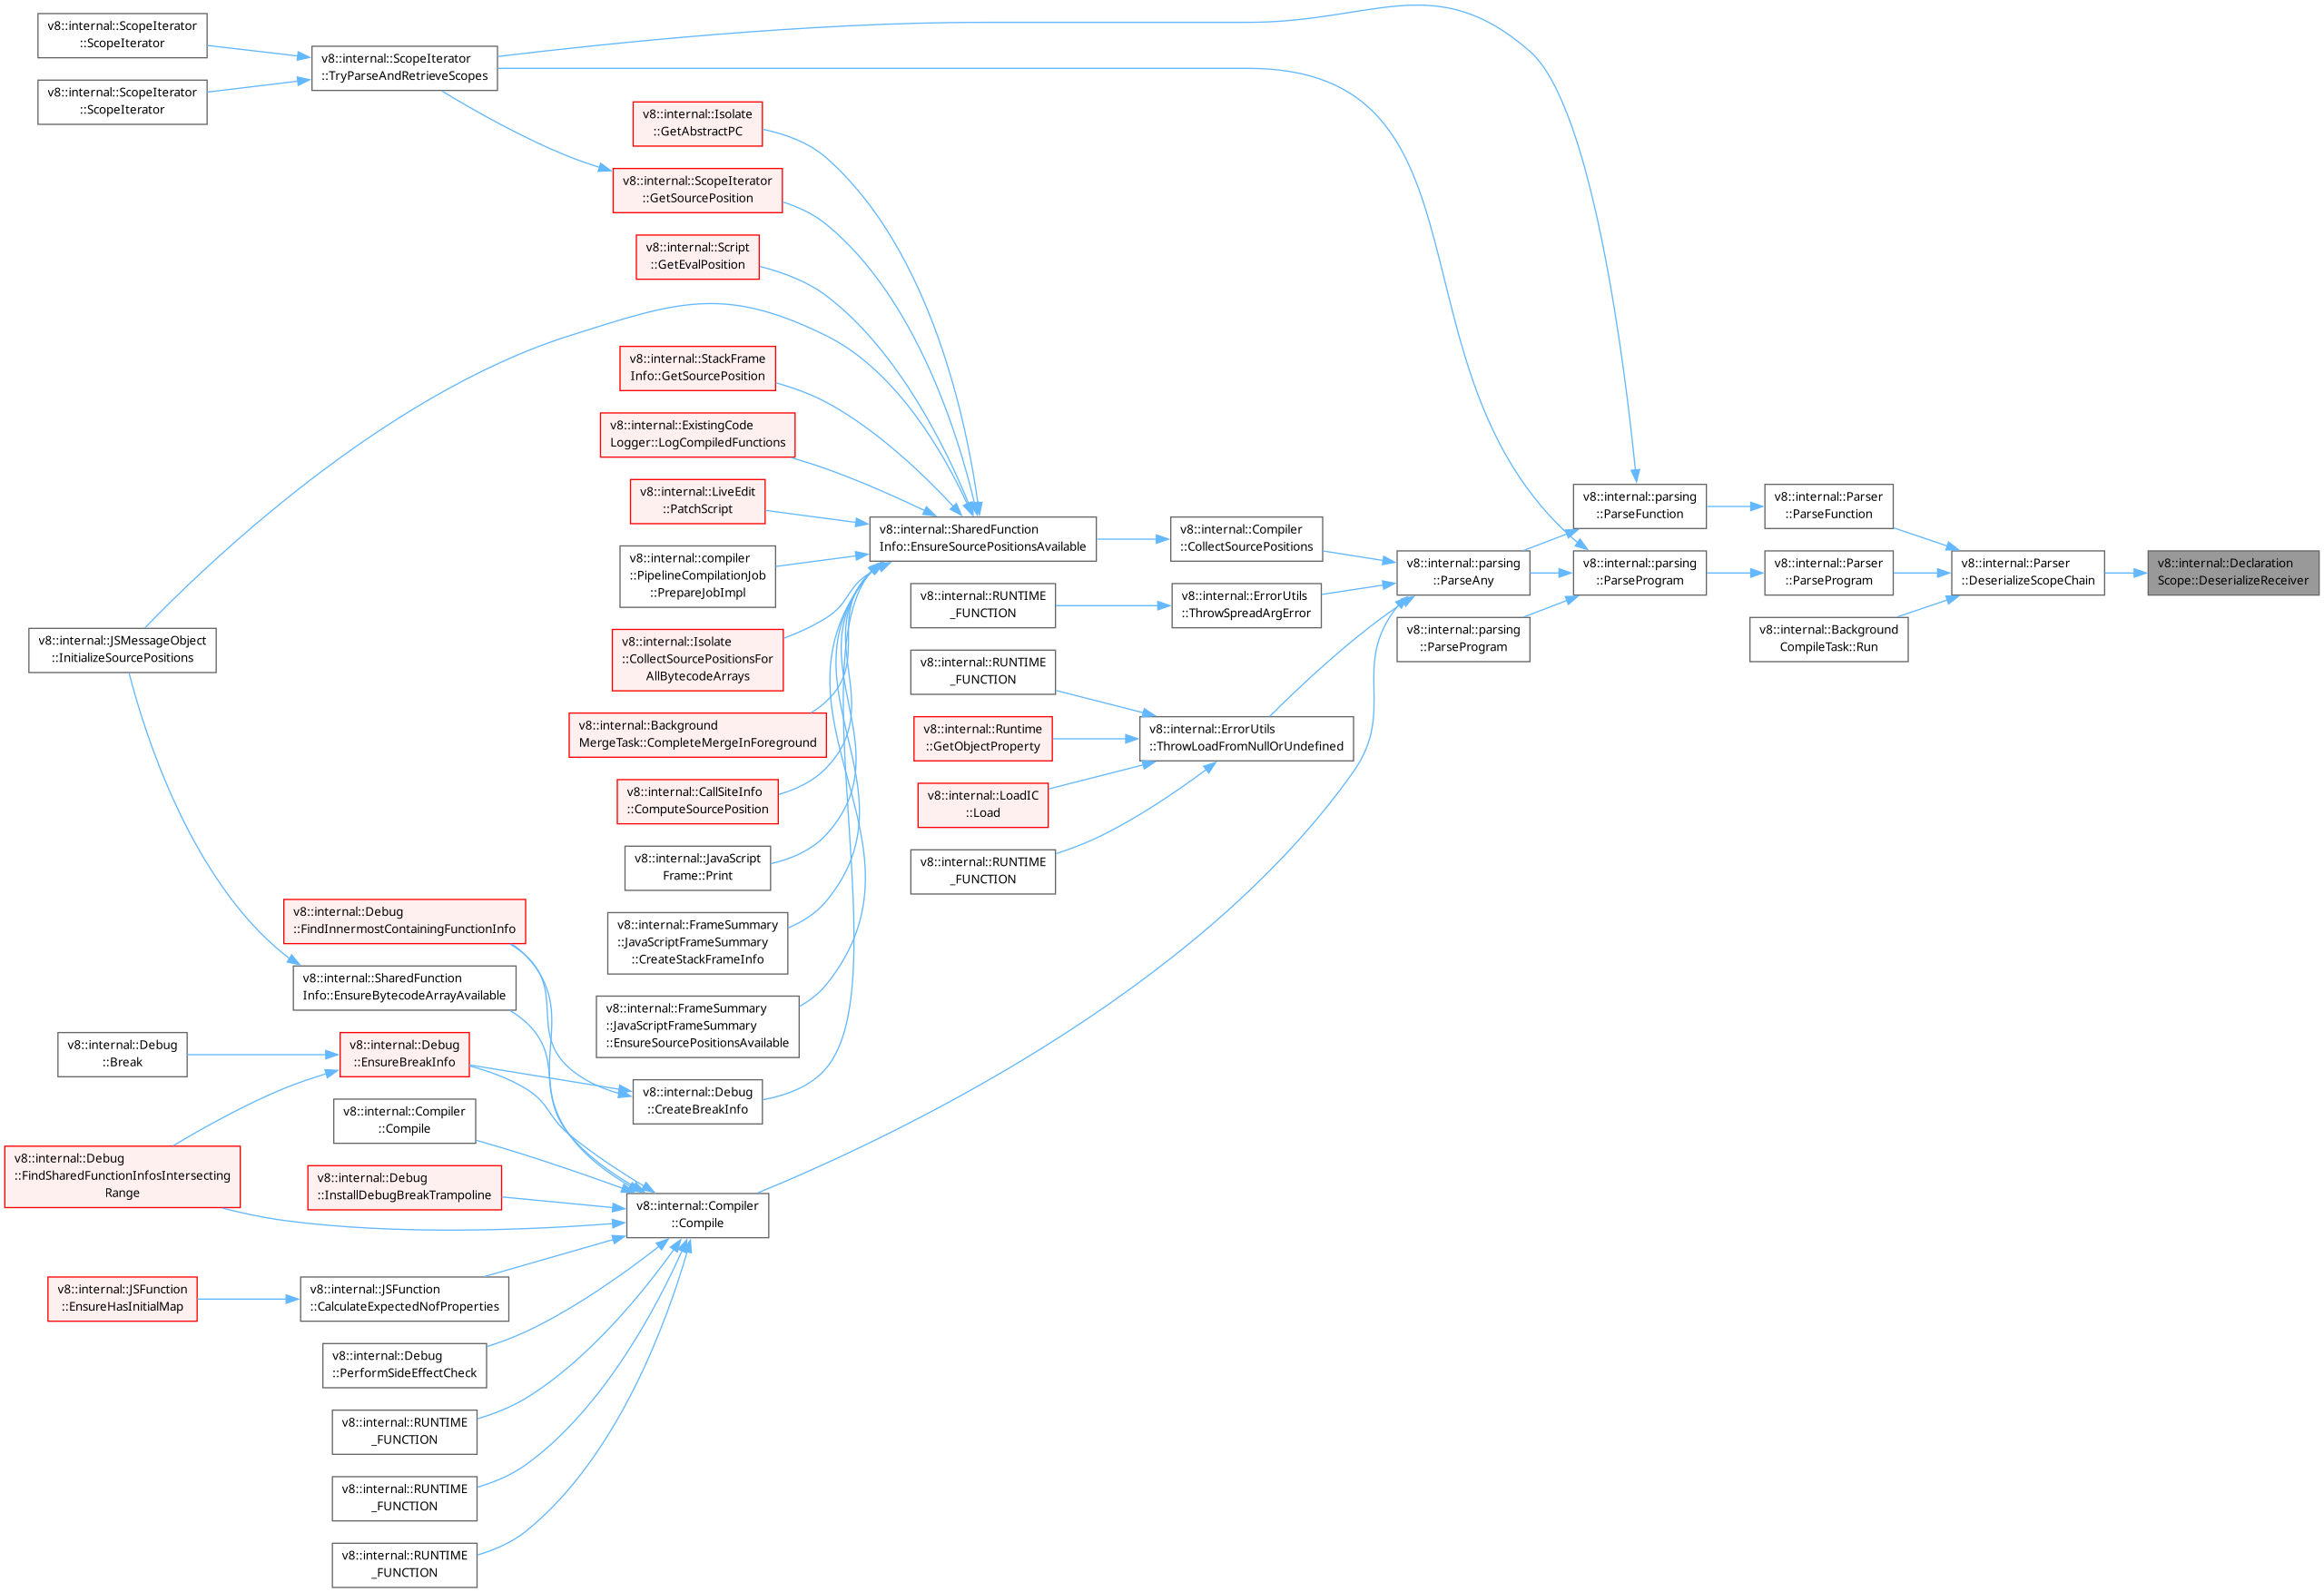 v8::internal::ScopeIterator
::ScopeIterator
v8::internal::ScopeIterator
::TryParseAndRetrieveScopes
v8::internal::ScopeIterator
::ScopeIterator
v8::internal::Isolate
::GetAbstractPC
v8::internal::ScopeIterator
::GetSourcePosition
v8::internal::Script
::GetEvalPosition
v8::internal::StackFrame
Info::GetSourcePosition
v8::internal::ExistingCode
Logger::LogCompiledFunctions
v8::internal::LiveEdit
::PatchScript
v8::internal::compiler
::PipelineCompilationJob
::PrepareJobImpl
v8::internal::Isolate
::CollectSourcePositionsFor
AllBytecodeArrays
v8::internal::Background
MergeTask::CompleteMergeInForeground
v8::internal::CallSiteInfo
::ComputeSourcePosition
v8::internal::JavaScript
Frame::Print
v8::internal::FrameSummary
::JavaScriptFrameSummary
::CreateStackFrameInfo
v8::internal::FrameSummary
::JavaScriptFrameSummary
::EnsureSourcePositionsAvailable
v8::internal::Debug
::CreateBreakInfo
v8::internal::SharedFunction
Info::EnsureSourcePositionsAvailable
v8::internal::Compiler
::CollectSourcePositions
v8::internal::parsing
::ParseAny
v8::internal::parsing
::ParseFunction
v8::internal::Parser
::ParseFunction
v8::internal::parsing
::ParseProgram
v8::internal::Parser
::ParseProgram
v8::internal::Parser
::DeserializeScopeChain
v8::internal::Declaration
Scope::DeserializeReceiver
v8::internal::parsing
::ParseProgram
v8::internal::Background
CompileTask::Run
v8::internal::RUNTIME
_FUNCTION
v8::internal::ErrorUtils
::ThrowSpreadArgError
v8::internal::RUNTIME
_FUNCTION
v8::internal::Runtime
::GetObjectProperty
v8::internal::ErrorUtils
::ThrowLoadFromNullOrUndefined
v8::internal::LoadIC
::Load
v8::internal::RUNTIME
_FUNCTION
v8::internal::JSMessageObject
::InitializeSourcePositions
v8::internal::Debug
::FindInnermostContainingFunctionInfo
v8::internal::SharedFunction
Info::EnsureBytecodeArrayAvailable
v8::internal::Debug
::Break
v8::internal::Debug
::EnsureBreakInfo
v8::internal::Compiler
::Compile
v8::internal::Debug
::FindSharedFunctionInfosIntersecting
Range
v8::internal::Debug
::InstallDebugBreakTrampoline
v8::internal::Compiler
::Compile
v8::internal::JSFunction
::EnsureHasInitialMap
v8::internal::JSFunction
::CalculateExpectedNofProperties
v8::internal::Debug
::PerformSideEffectCheck
v8::internal::RUNTIME
_FUNCTION
v8::internal::RUNTIME
_FUNCTION
v8::internal::RUNTIME
_FUNCTION